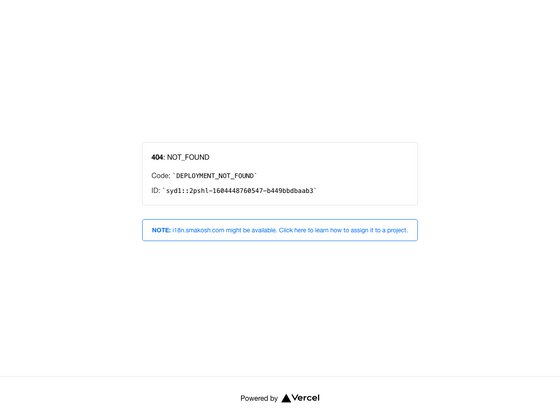 404: NOT_FOUND
Code: `DEPLOYMENT_NOT_FOUND`
ID: `syd1::2pshl-1604448760547-b449bbdbaab3`
NOTE: i18n.smakosh.com might be available. Click here to learn how to assign it to a project.
Powered by Vercel